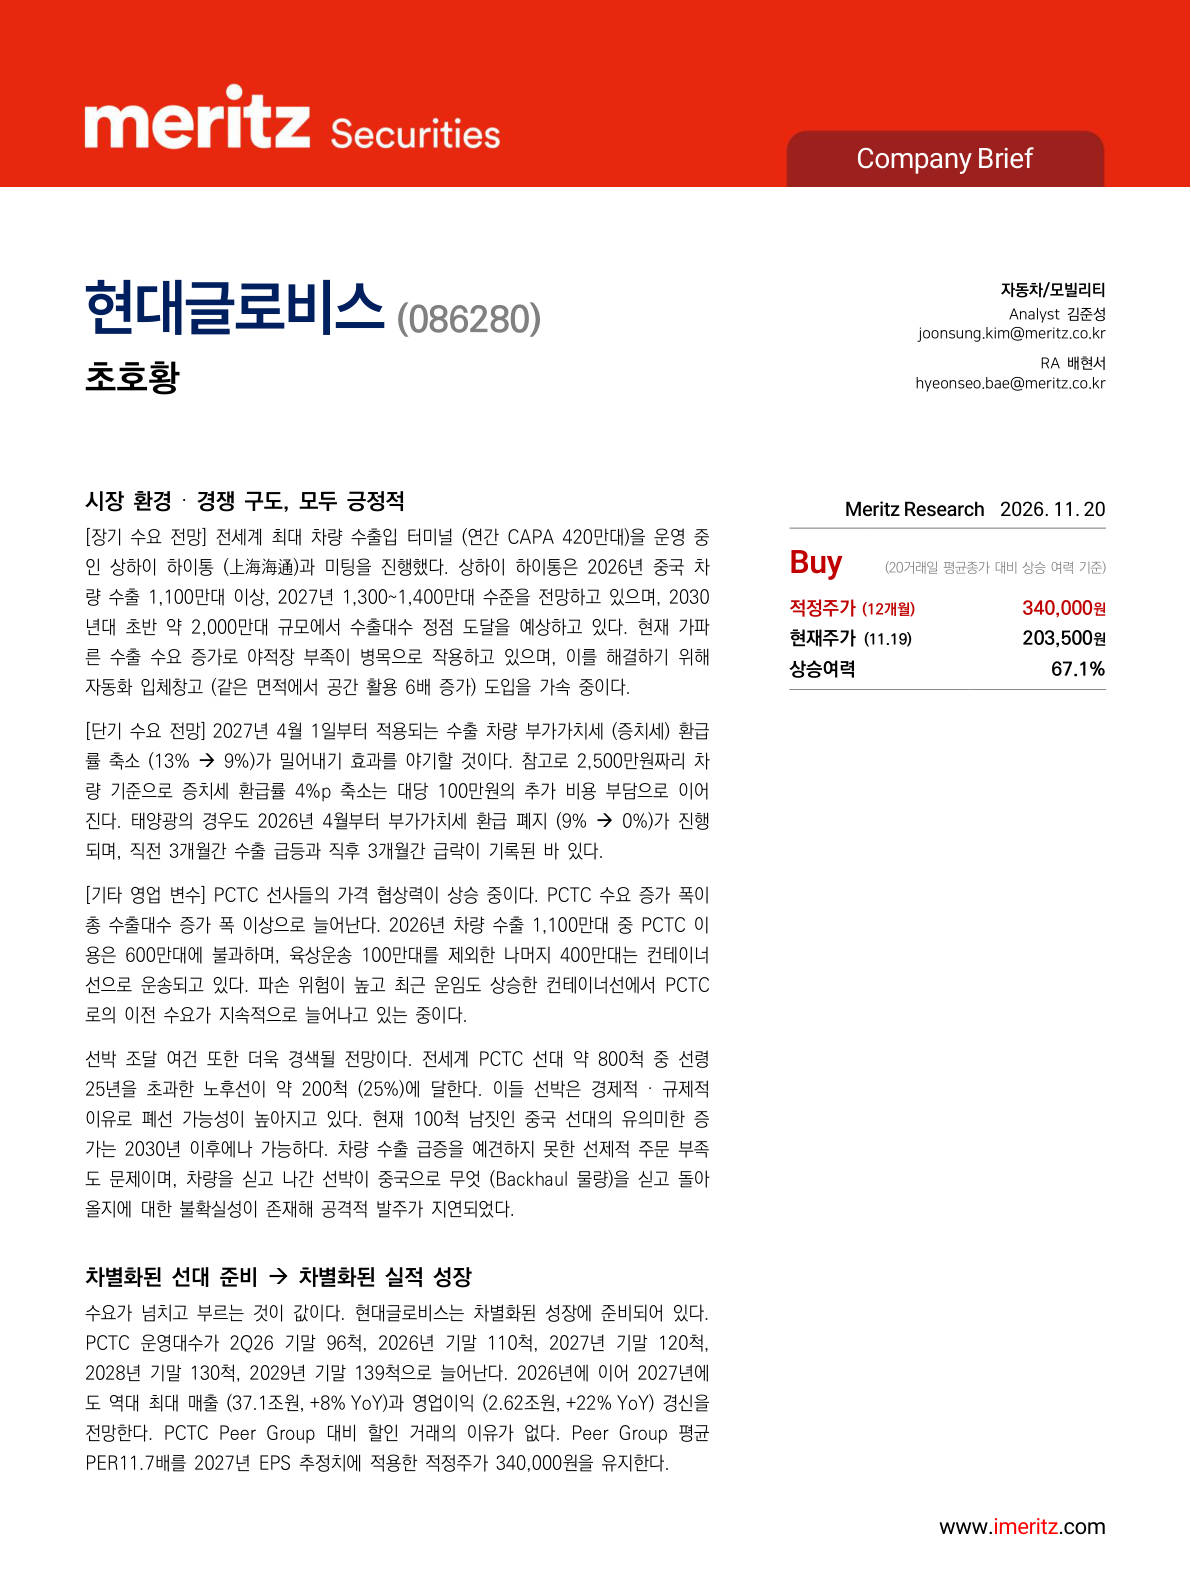 meritz Securities
Company Brief
현대글로비스 (086280)
초호황
자동차/모빌리티
Analyst 김준성
joonsung.kim@meritz.co.kr
RA 배현서
hyeonseo.bae@meritz.co.kr
시장 환경 · 경쟁 구도, 모두 긍정적
[장기 수요 전망] 전세계 최대 차량 수출입 터미널 (연간 CAPA 420만대)을 운영 중
인 상하이 하이통 (上海海通)과 미팅을 진행했다. 상하이 하이통은 2026년 중국 차
량 수출 1,100만대 이상, 2027년 1,300~1,400만대 수준을 전망하고 있으며, 2030
년대 초반 약 2,000만대 규모에서 수출대수 정점 도달을 예상하고 있다. 현재 가파
른 수출 수요 증가로 야적장 부족이 병목으로 작용하고 있으며, 이를 해결하기 위해
자동화 입체창고 (같은 면적에서 공간 활용 6배 증가) 도입을 가속 중이다.
[단기 수요 전망] 2027년 4월 1일부터 적용되는 수출 차량 부가가치세 (증치세) 환급
률 축소 (13% → 9%)가 밀어내기 효과를 야기할 것이다. 참고로 2,500만원짜리 차
량 기준으로 증치세 환급률 4%p 축소는 대당 100만원의 추가 비용 부담으로 이어
진다. 태양광의 경우도 2026년 4월부터 부가가치세 환급 폐지 (9% → 0%)가 진행
되며, 직전 3개월간 수출 급등과 직후 3개월간 급락이 기록된 바 있다.
[기타 영업 변수] PCTC 선사들의 가격 협상력이 상승 중이다. PCTC 수요 증가 폭이
총 수출대수 증가 폭 이상으로 늘어난다. 2026년 차량 수출 1,100만대 중 PCTC 이
용은 600만대에 불과하며, 육상운송 100만대를 제외한 나머지 400만대는 컨테이너
선으로 운송되고 있다. 파손 위험이 높고 최근 운임도 상승한 컨테이너선에서 PCTC
로의 이전 수요가 지속적으로 늘어나고 있는 중이다.
선박 조달 여건 또한 더욱 경색될 전망이다. 전세계 PCTC 선대 약 800척 중 선령
25년을 초과한 노후선이 약 200척 (25%)에 달한다. 이들 선박은 경제적 · 규제적
이유로 폐선 가능성이 높아지고 있다. 현재 100척 남짓인 중국 선대의 유의미한 증
가는 2030년 이후에나 가능하다. 차량 수출 급증을 예견하지 못한 선제적 주문 부족
도 문제이며, 차량을 싣고 나간 선박이 중국으로 무엇 (Backhaul 물량)을 싣고 돌아
올지에 대한 불확실성이 존재해 공격적 발주가 지연되었다.
차별화된 선대 준비 → 차별화된 실적 성장
수요가 넘치고 부르는 것이 값이다. 현대글로비스는 차별화된 성장에 준비되어 있다.
PCTC 운영대수가 2Q26 기말 96척, 2026년 기말 110척, 2027년 기말 120척,
2028년 기말 130척, 2029년 기말 139척으로 늘어난다. 2026년에 이어 2027년에
도 역대 최대 매출 (37.1조원, +8% YoY)과 영업이익 (2.62조원, +22% YoY) 경신을
전망한다. PCTC Peer Group 대비 할인 거래의 이유가 없다. Peer Group 평균
PER11.7배를 2027년 EPS 추정치에 적용한 적정주가 340,000원을 유지한다.
Meritz Research 2026. 11. 20
Buy (20거래일 평균종가 대비 상승 여력 기준)
적정주가 (12개월) 340,000원
현재주가 (11.19) 203,500원
상승여력 67.1%
www.imeritz.com